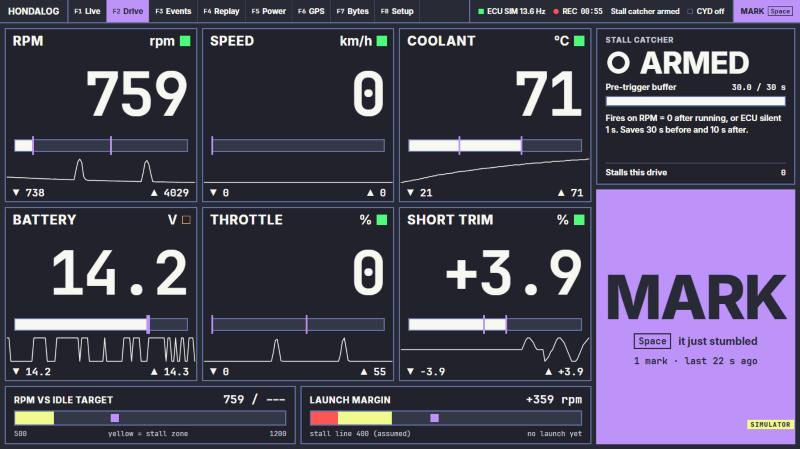 HONDALOG F1 Live F2 Drive F3 Events F4 Replay F5 Power F6 GPS F7 Bytes F8 Setup ECU SIM 13.6 Hz REC 00:55 Stall catcher armed CYD off MARK Space
RPM rpm
759
▼ 738 ▲ 4029
SPEED km/h
0
▼ 0 ▲ 0
COOLANT °C
71
▼ 21 ▲ 71
STALL CATCHER
ARMED
Pre-trigger buffer 30.0 / 30 s
Fires on RPM = 0 after running, or ECU silent
1 s. Saves 30 s before and 10 s after.
Stalls this drive 0
BATTERY V
14.2
▼ 14.2 ▲ 14.3
THROTTLE %
0
▼ 0 ▲ 55
SHORT TRIM %
+3.9
▼ -3.9 ▲ +3.9
MARK
Space it just stumbled
1 mark · last 22 s ago
SIMULATOR
RPM VS IDLE TARGET 759 / ---
500 yellow = stall zone 1200
LAUNCH MARGIN +359 rpm
stall line 400 (assumed) no launch yet